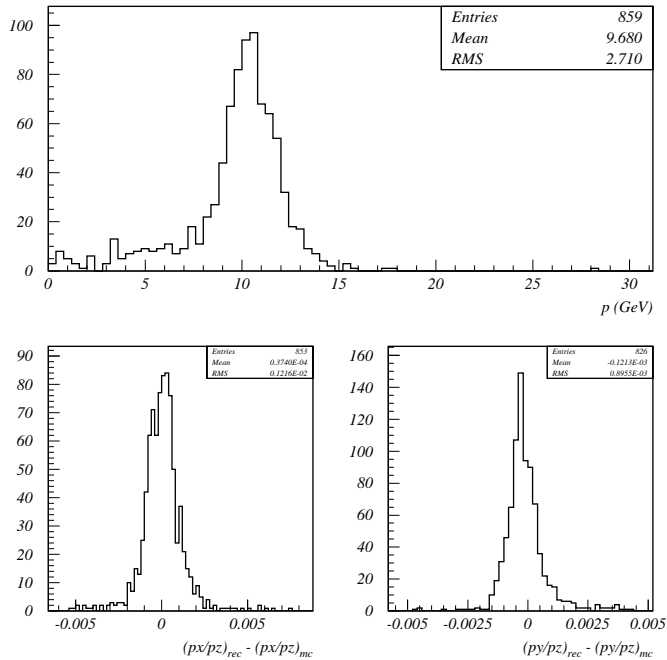 Entries 859
Mean 9.680
RMS 2.710
100
80
60
40
20
0
0 5 10 15 20 25 30
p (GeV)
Entries 853
Mean 0.3740E-04
RMS 0.1216E-02
90
80
70
60
50
40
30
20
10
0
-0.005 0 0.005
(px/pz)rec - (px/pz)mc
Entries 826
Mean -0.1213E-03
RMS 0.8955E-03
160
140
120
100
80
60
40
20
0
-0.005 -0.0025 0 0.0025 0.005
(py/pz)rec - (py/pz)mc